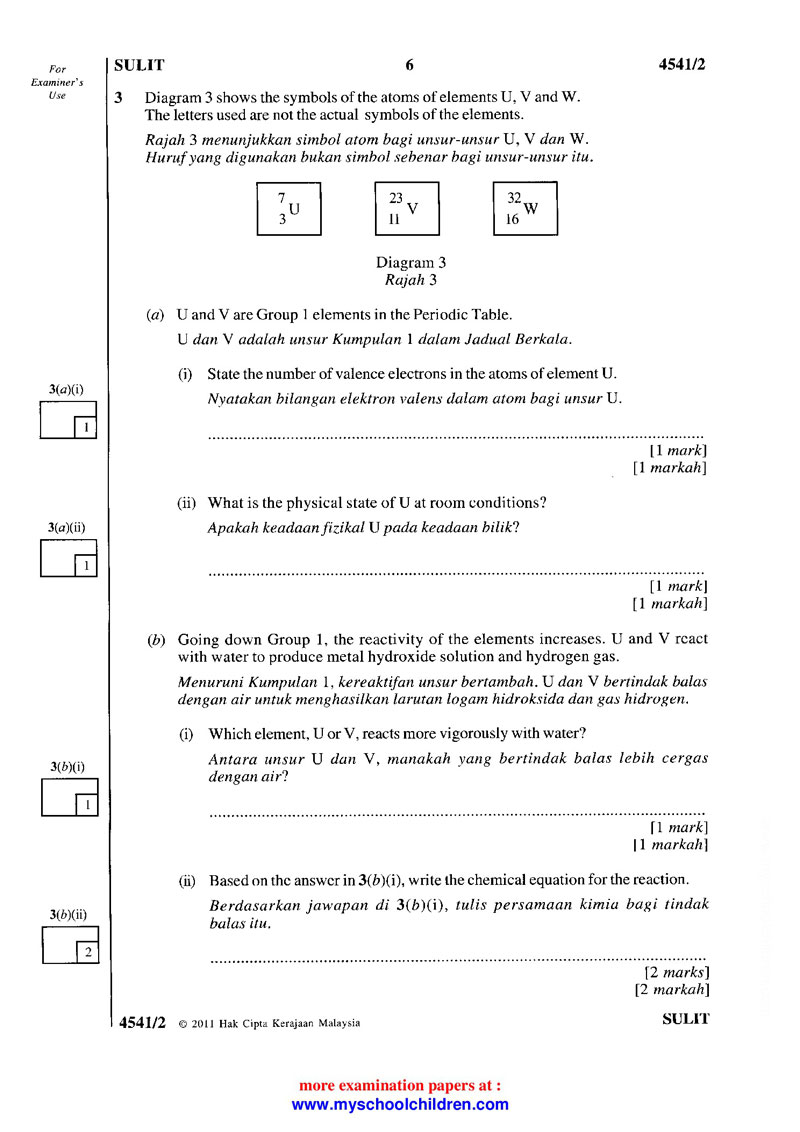 For
Examiner's
Use
SULIT 6 4541/2
3 Diagram 3 shows the symbols of the atoms of elements U, V and W.
The letters used are not the actual symbols of the elements.
Rajah 3 menunjukkan simbol atom bagi unsur-unsur U, V dan W.
Huruf yang digunakan bukan simbol sebenar bagi unsur-unsur itu.
7 3 U 23 11 V 32 16 W
Diagram 3
Rajah 3
(a) U and V are Group 1 elements in the Periodic Table.
U dan V adalah unsur Kumpulan 1 dalam Jadual Berkala.
(i) State the number of valence electrons in the atoms of element U.
Nyatakan bilangan elektron valens dalam atom bagi unsur U.
3(a)(i)
1
[1 mark]
[1 markah]
(ii) What is the physical state of U at room conditions?
Apakah keadaan fizikal U pada keadaan bilik?
3(a)(ii)
1
[1 mark]
[1 markah]
(b) Going down Group 1, the reactivity of the elements increases. U and V react
with water to produce metal hydroxide solution and hydrogen gas.
Menuruni Kumpulan 1, kereaktifan unsur bertambah. U dan V bertindak balas
dengan air untuk menghasilkan larutan logam hidroksida dan gas hidrogen.
(i) Which element, U or V, reacts more vigorously with water?
Antara unsur U dan V, manakah yang bertindak balas lebih cergas
dengan air?
3(b)(i)
1
[1 mark]
[1 markah]
(ii) Based on the answer in 3(b)(i), write the chemical equation for the reaction.
Berdasarkan jawapan di 3(b)(i), tulis persamaan kimia bagi tindak
balas itu.
3(b)(ii)
2
[2 marks]
[2 markah]
4541/2 © 2011 Hak Cipta Kerajaan Malaysia SULIT
more examination papers at :
www.myschoolchildren.com